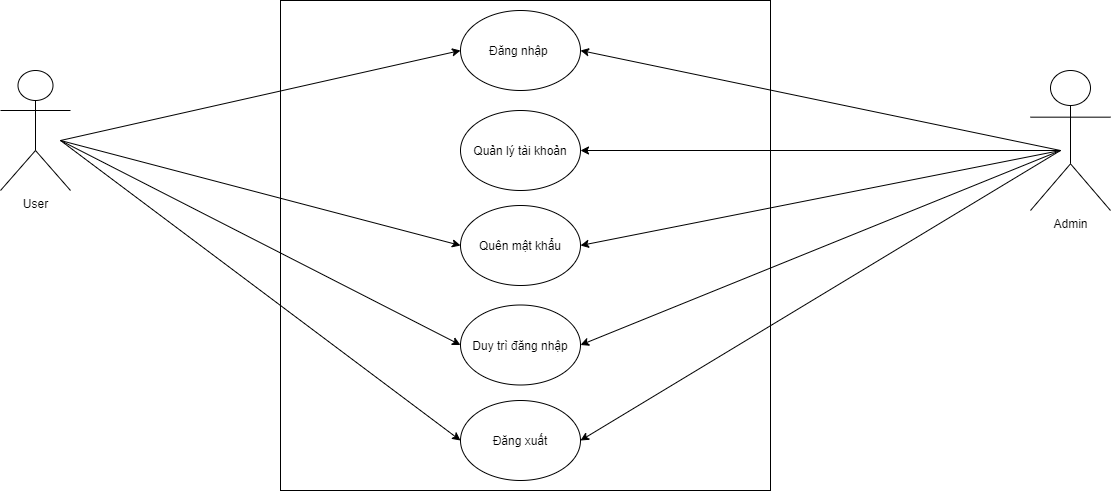 Đăng nhập
Quản lý tài khoản
Quên mật khẩu
Duy trì đăng nhập
Đăng xuất
User
Admin